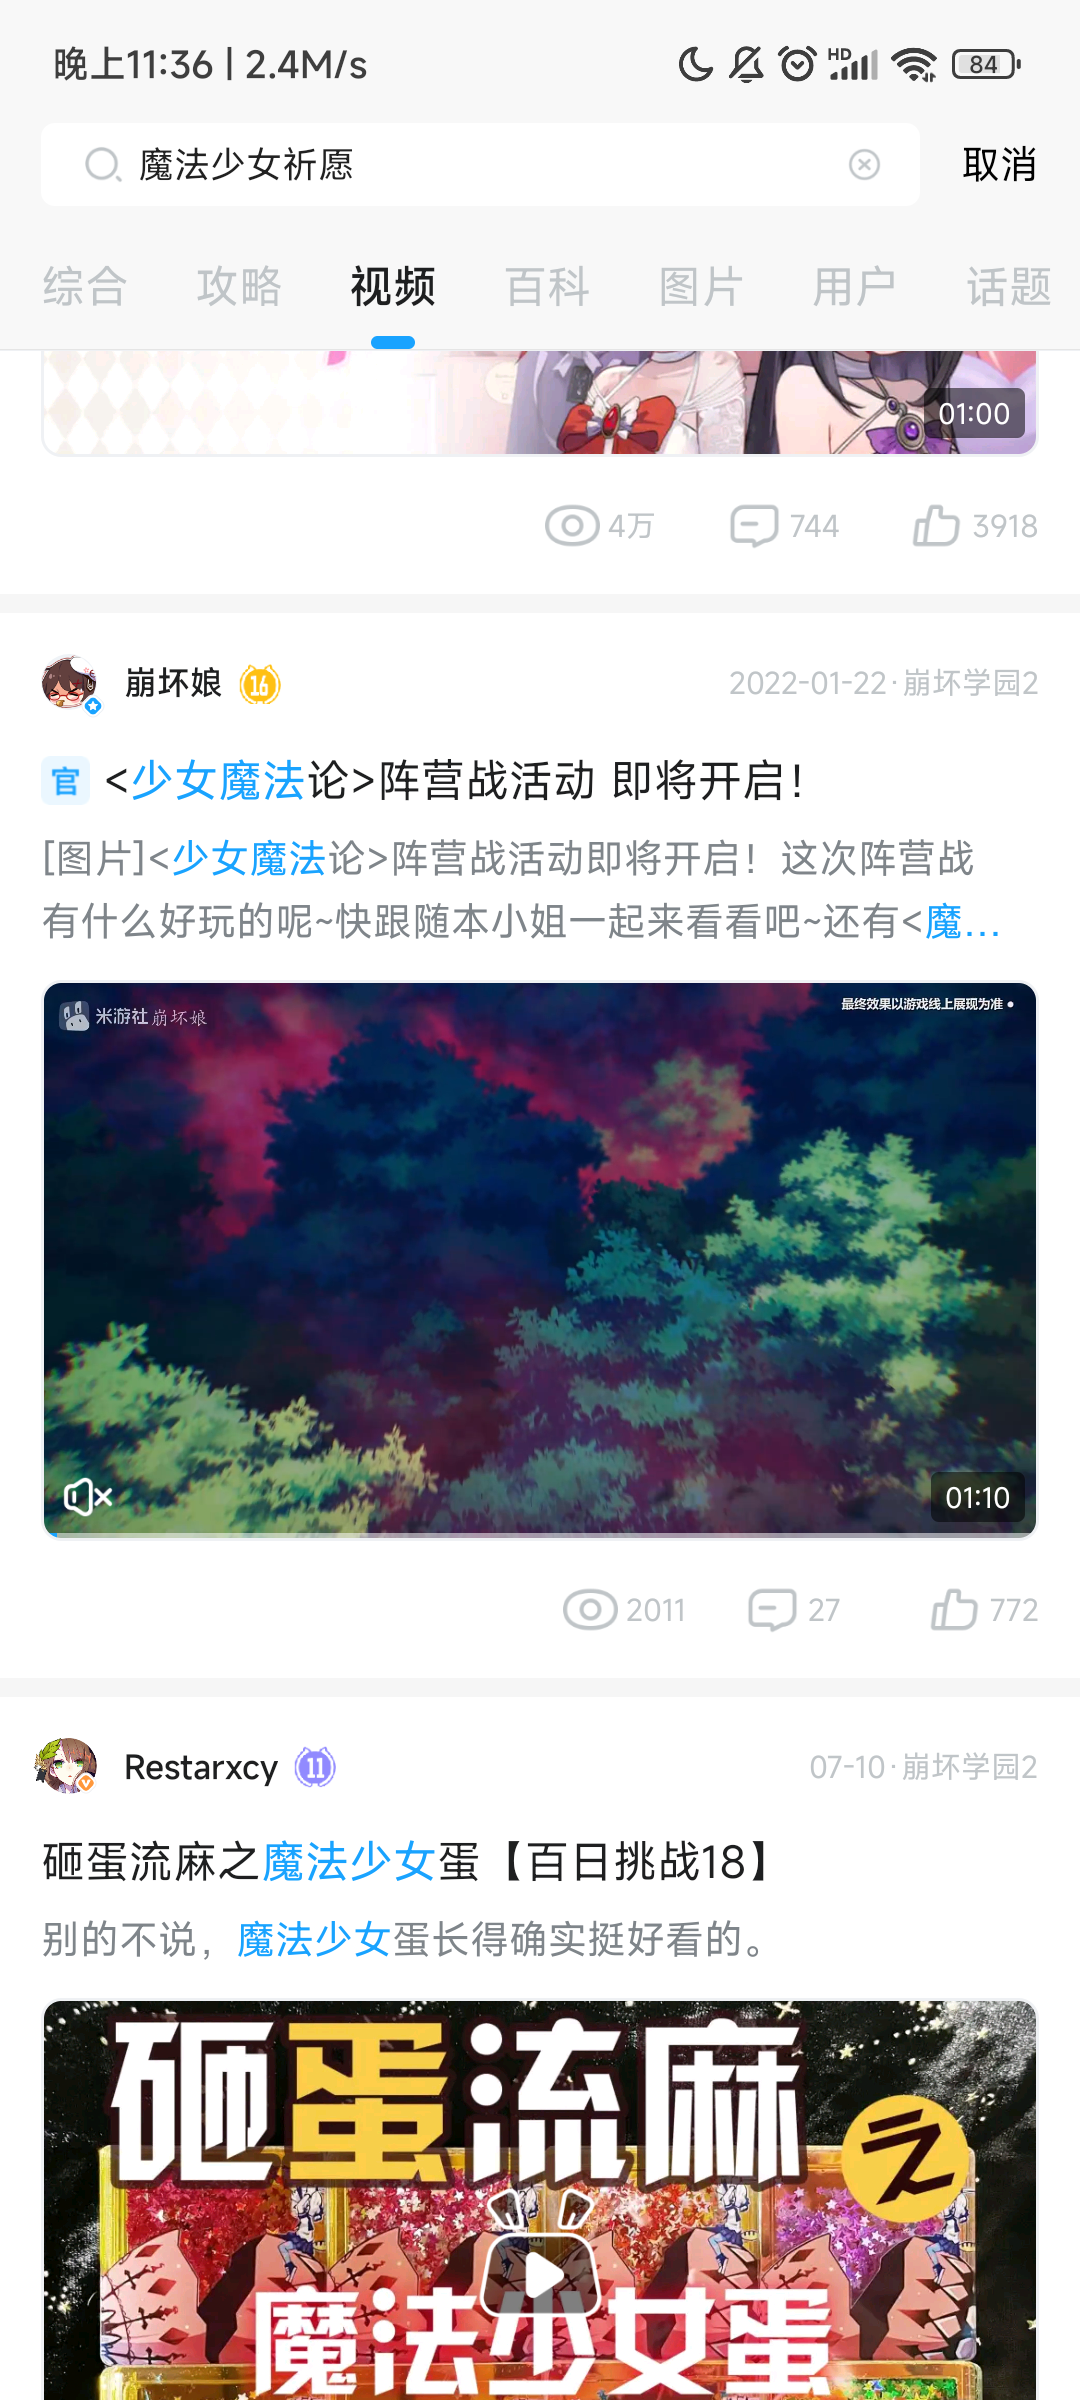 晚上11:36 | 2.4M/s
HD
84
魔法少女祈愿
取消
综合 攻略 视频 百科 图片 用户 话题
01:00
4万 744 3918
崩坏娘 16 2022-01-22·崩坏学园2
官 <少女魔法论>阵营战活动 即将开启！
[图片]<少女魔法论>阵营战活动即将开启！这次阵营战
有什么好玩的呢~快跟随本小姐一起来看看吧~还有<魔...
米游社 崩坏娘
最终效果以游戏线上展现为准
01:10
2011 27 772
Restarxcy 11 07-10·崩坏学园2
砸蛋流麻之魔法少女蛋【百日挑战18】
别的不说，魔法少女蛋长得确实挺好看的。
砸蛋流麻之
魔法少女蛋